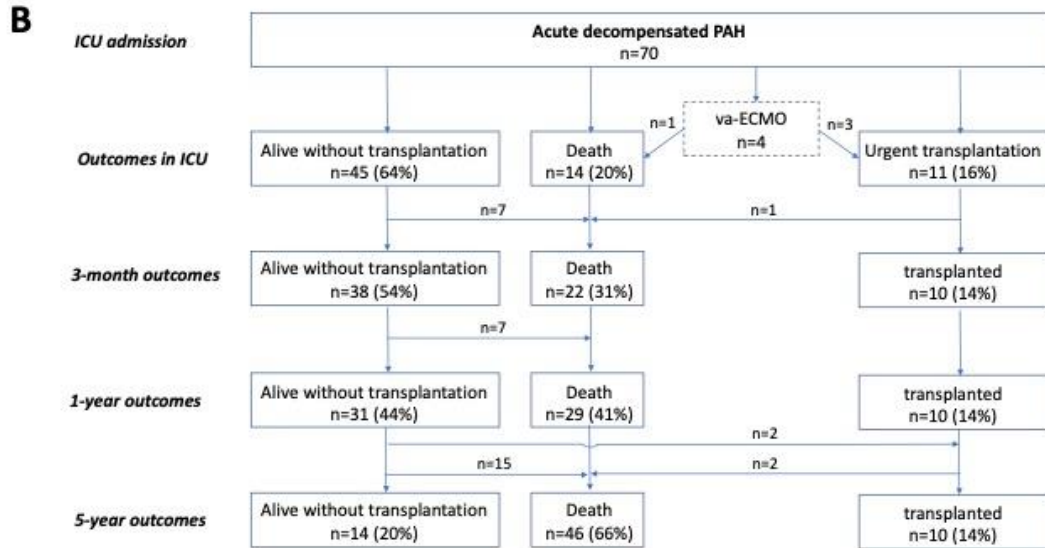 B
ICU admission
Acute decompensated PAH
n=70
va-ECMO
n=4
n=1
n=3
Outcomes in ICU
Alive without transplantation
n=45 (64%)
Death
n=14 (20%)
Urgent transplantation
n=11 (16%)
n=7
n=1
3-month outcomes
Alive without transplantation
n=38 (54%)
Death
n=22 (31%)
transplanted
n=10 (14%)
n=7
1-year outcomes
Alive without transplantation
n=31 (44%)
Death
n=29 (41%)
transplanted
n=10 (14%)
n=2
n=15
n=2
5-year outcomes
Alive without transplantation
n=14 (20%)
Death
n=46 (66%)
transplanted
n=10 (14%)